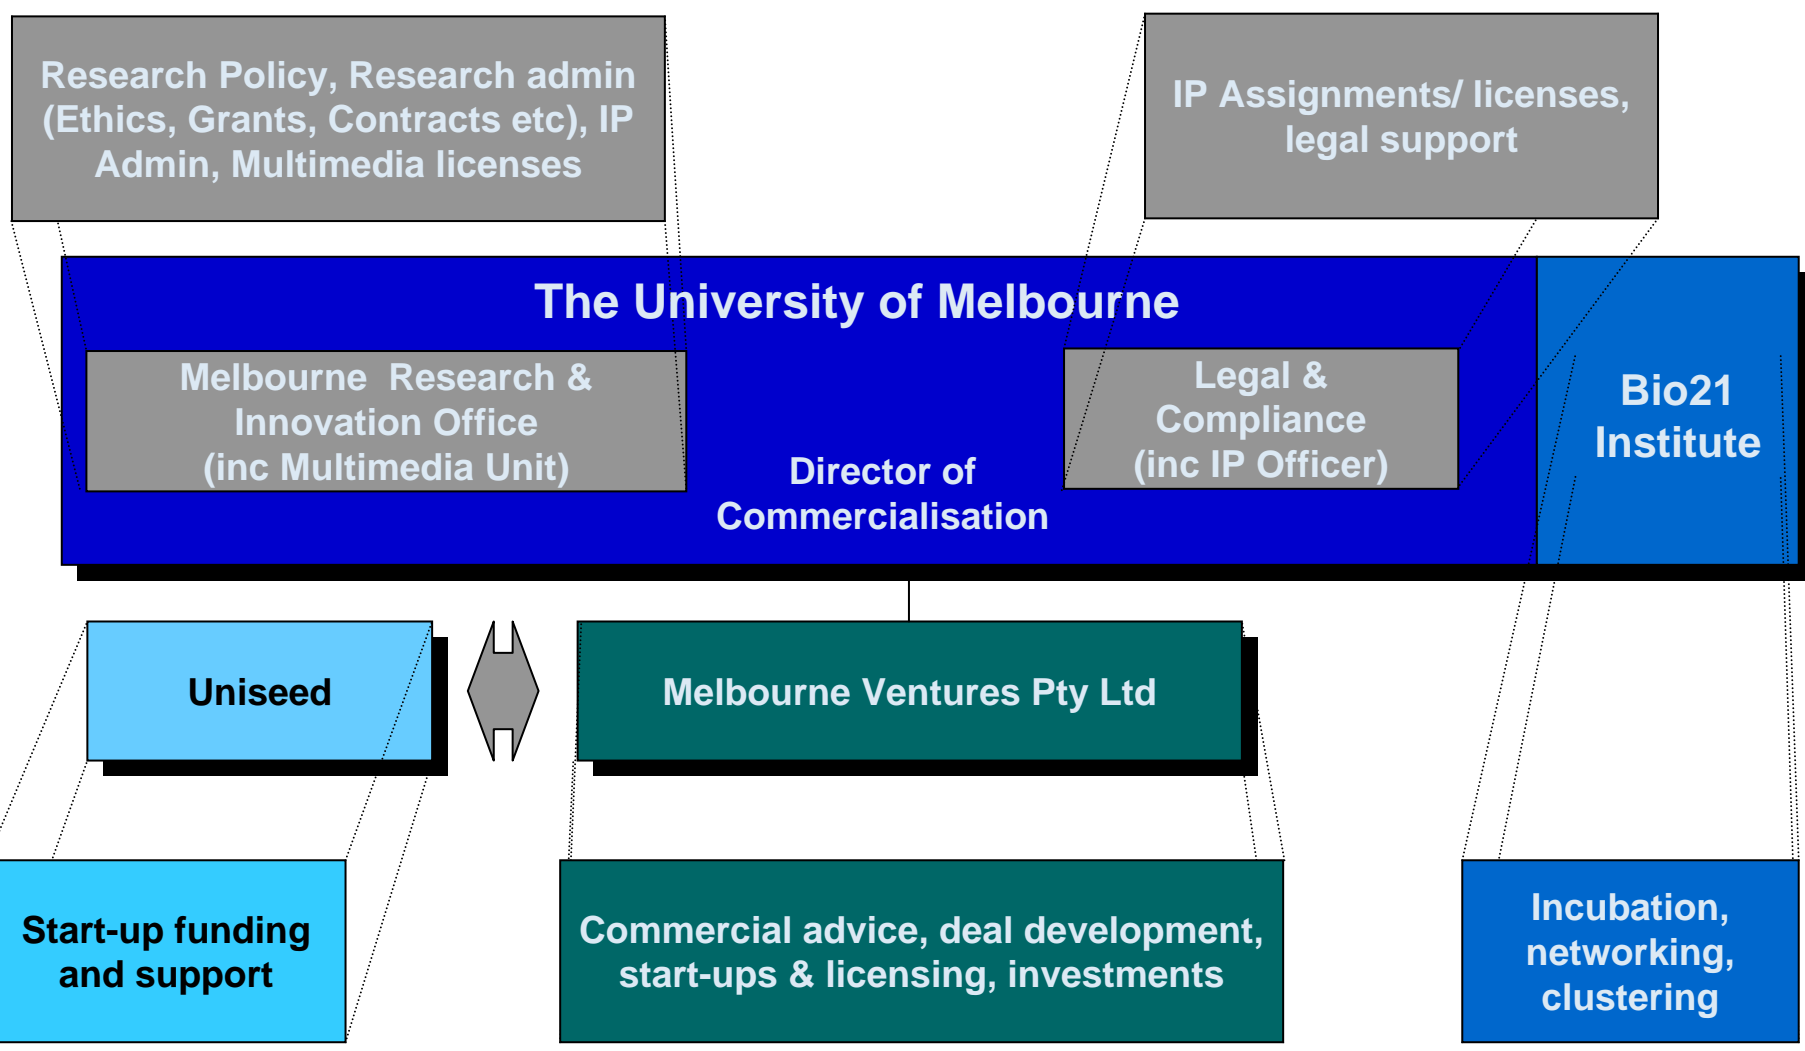 Research Policy, Research admin
(Ethics, Grants, Contracts etc), IP
Admin, Multimedia licenses
IP Assignments/ licenses,
legal support
The University of Melbourne
Melbourne  Research &
Innovation Office
(inc Multimedia Unit)
Director of
Commercialisation
Legal &
Compliance
(inc IP Officer)
Bio21
Institute
Uniseed
Melbourne Ventures Pty Ltd
Start-up funding
and support
Commercial advice, deal development,
start-ups & licensing, investments
Incubation,
networking,
clustering